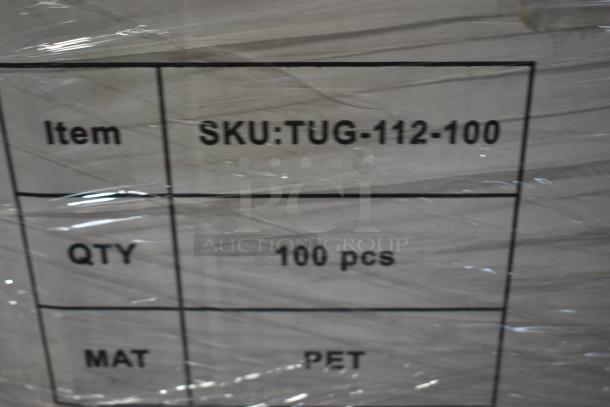 Item SKU:TUG-112-100
PCI
AUCTION GROUP
QTY 100 pcs
MAT PET